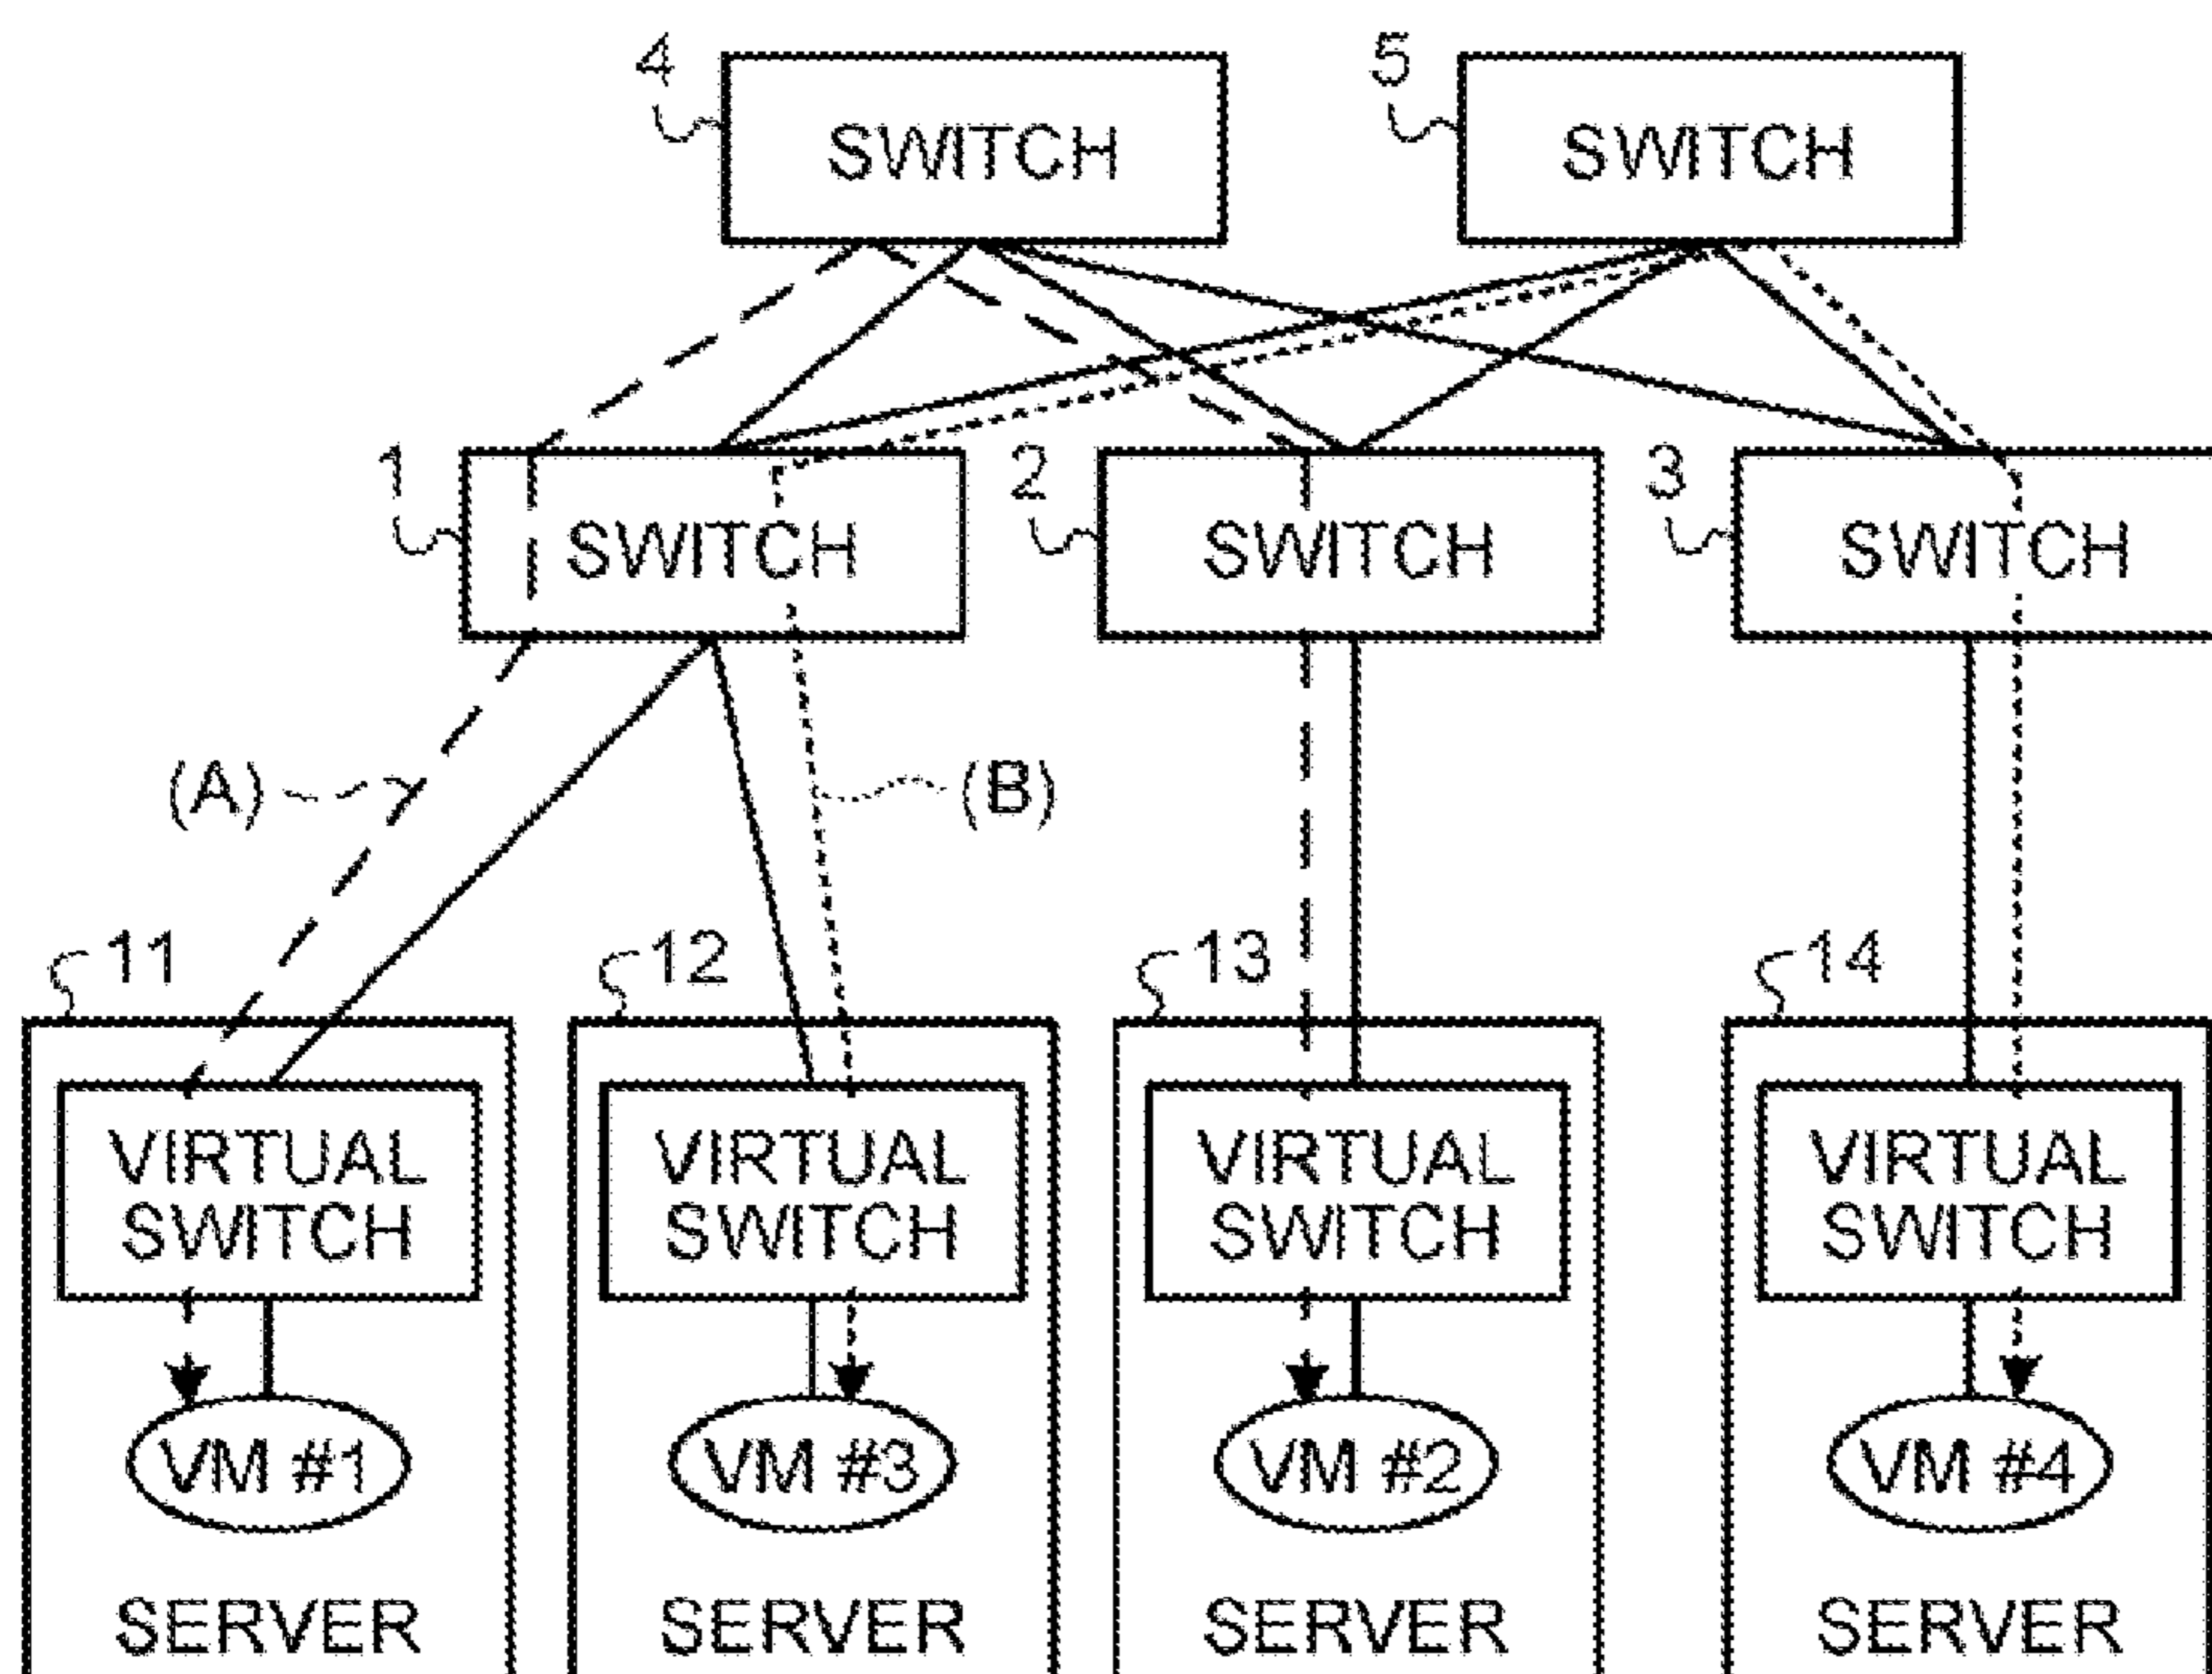 4
5
SWITCH
SWITCH
1
2
3
SWITCH
SWITCH
SWITCH
(A)
(B)
11
12
13
14
VIRTUAL
SWITCH
VIRTUAL
SWITCH
VIRTUAL
SWITCH
VIRTUAL
SWITCH
VM #1
VM #3
VM #2
VM #4
SERVER
SERVER
SERVER
SERVER